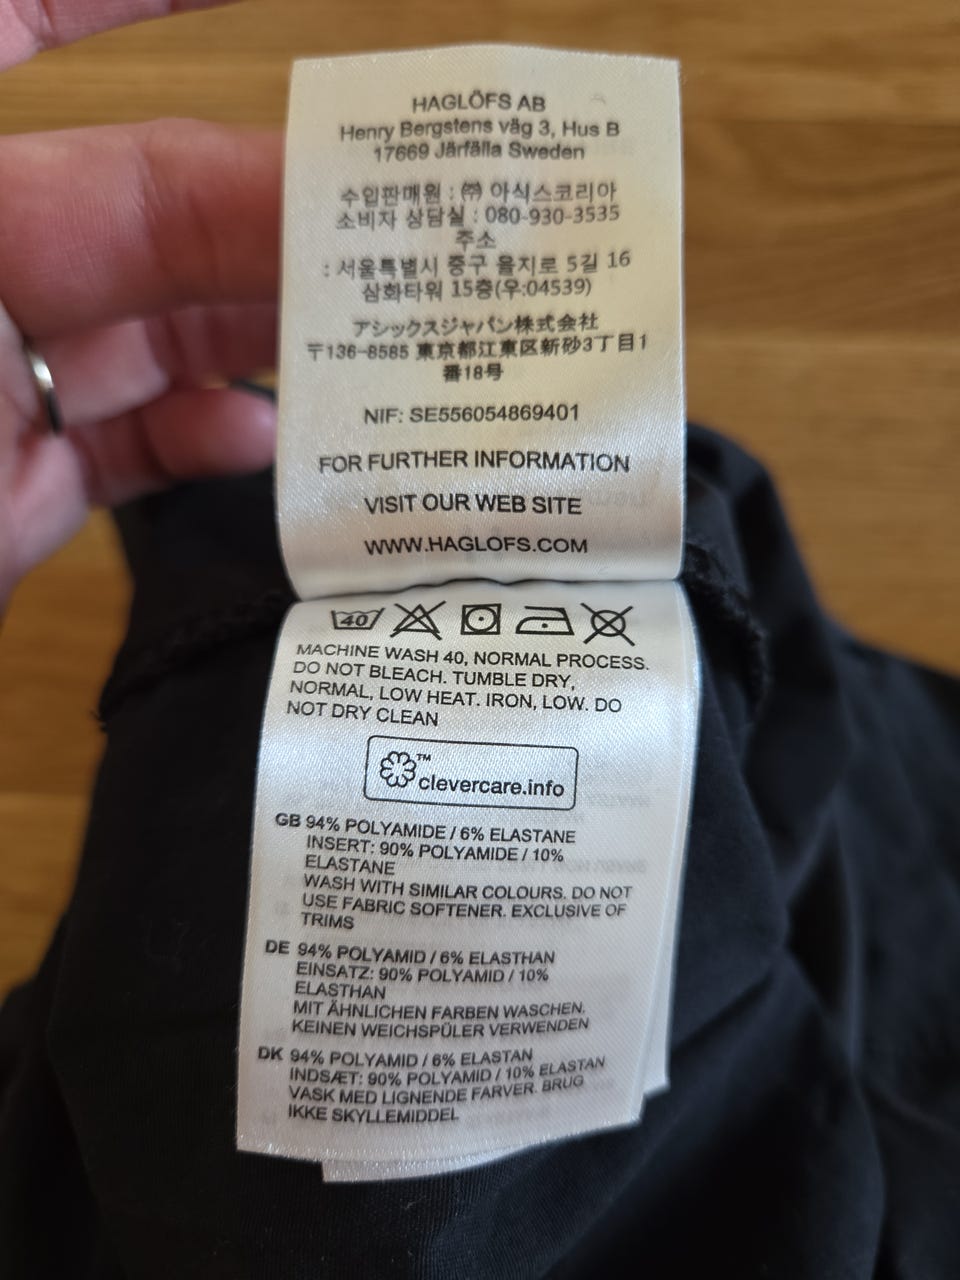 HAGLÖFS AB
Henry Bergstens väg 3, Hus B
17669 Järfälla Sweden
수입판매원 : ㈜ 아식스코리아
소비자 상담실 : 080-930-3535
주소
: 서울특별시 중구 을지로 5길 16
삼화타워 15층(우:04539)
アシックスジャパン株式会社
〒136-8585 東京都江東区新砂3丁目1
番18号
NIF: SE556054869401
FOR FURTHER INFORMATION
VISIT OUR WEB SITE
WWW.HAGLOFS.COM
40
MACHINE WASH 40, NORMAL PROCESS.
DO NOT BLEACH. TUMBLE DRY,
NORMAL, LOW HEAT. IRON, LOW. DO
NOT DRY CLEAN
™
clevercare.info
GB 94% POLYAMIDE / 6% ELASTANE
INSERT: 90% POLYAMIDE / 10%
ELASTANE
WASH WITH SIMILAR COLOURS. DO NOT
USE FABRIC SOFTENER. EXCLUSIVE OF
TRIMS
DE 94% POLYAMID / 6% ELASTHAN
EINSATZ: 90% POLYAMID / 10%
ELASTHAN
MIT ÄHNLICHEN FARBEN WASCHEN.
KEINEN WEICHSPÜLER VERWENDEN
DK 94% POLYAMID / 6% ELASTAN
INDSÆT: 90% POLYAMID / 10% ELASTAN
VASK MED LIGNENDE FARVER. BRUG
IKKE SKYLLEMIDDEL